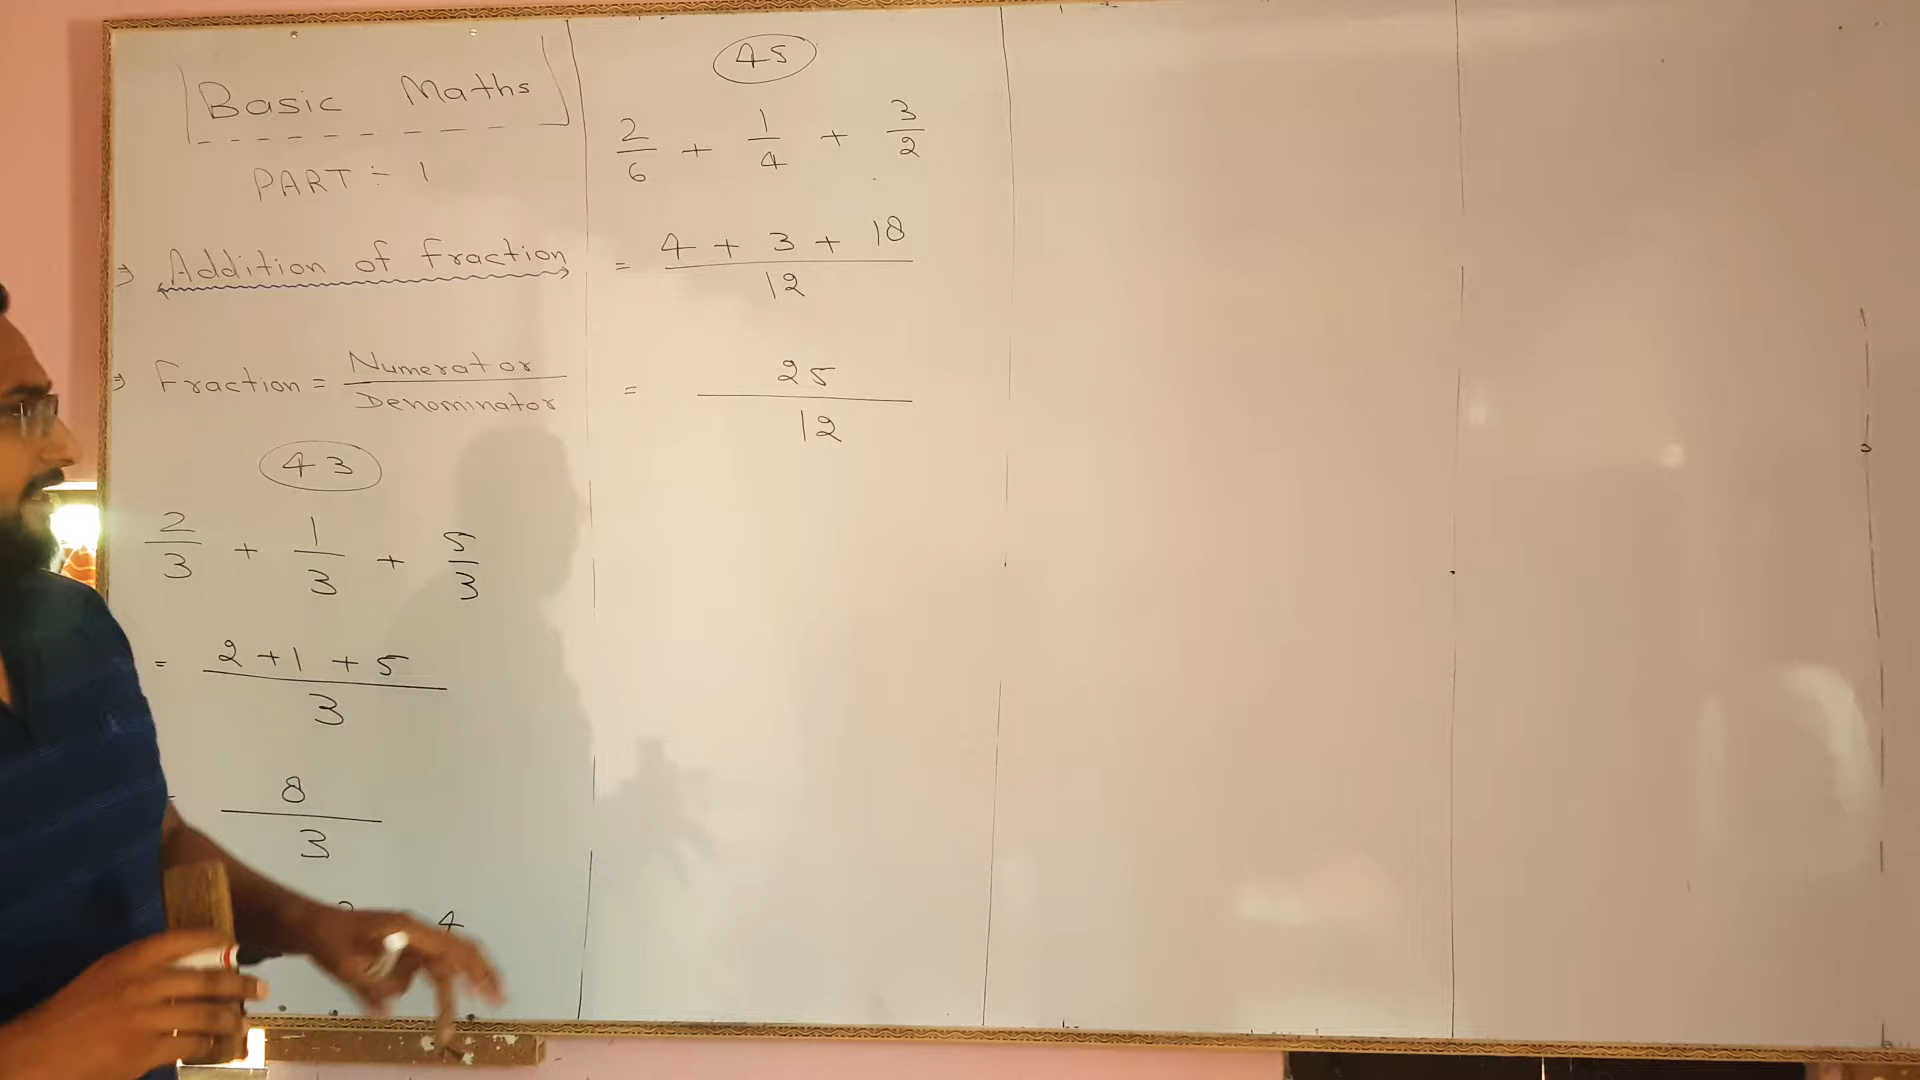 Basic Maths
PART :- 1
⇒ Addition of fraction
⇒ Fraction = Numerator / Denominator
43
2/3 + 1/3 + 5/3
= 2 + 1 + 5 / 3
= 8/3
4
45
2/6 + 1/4 + 3/2
= 4 + 3 + 18 / 12
= 25/12